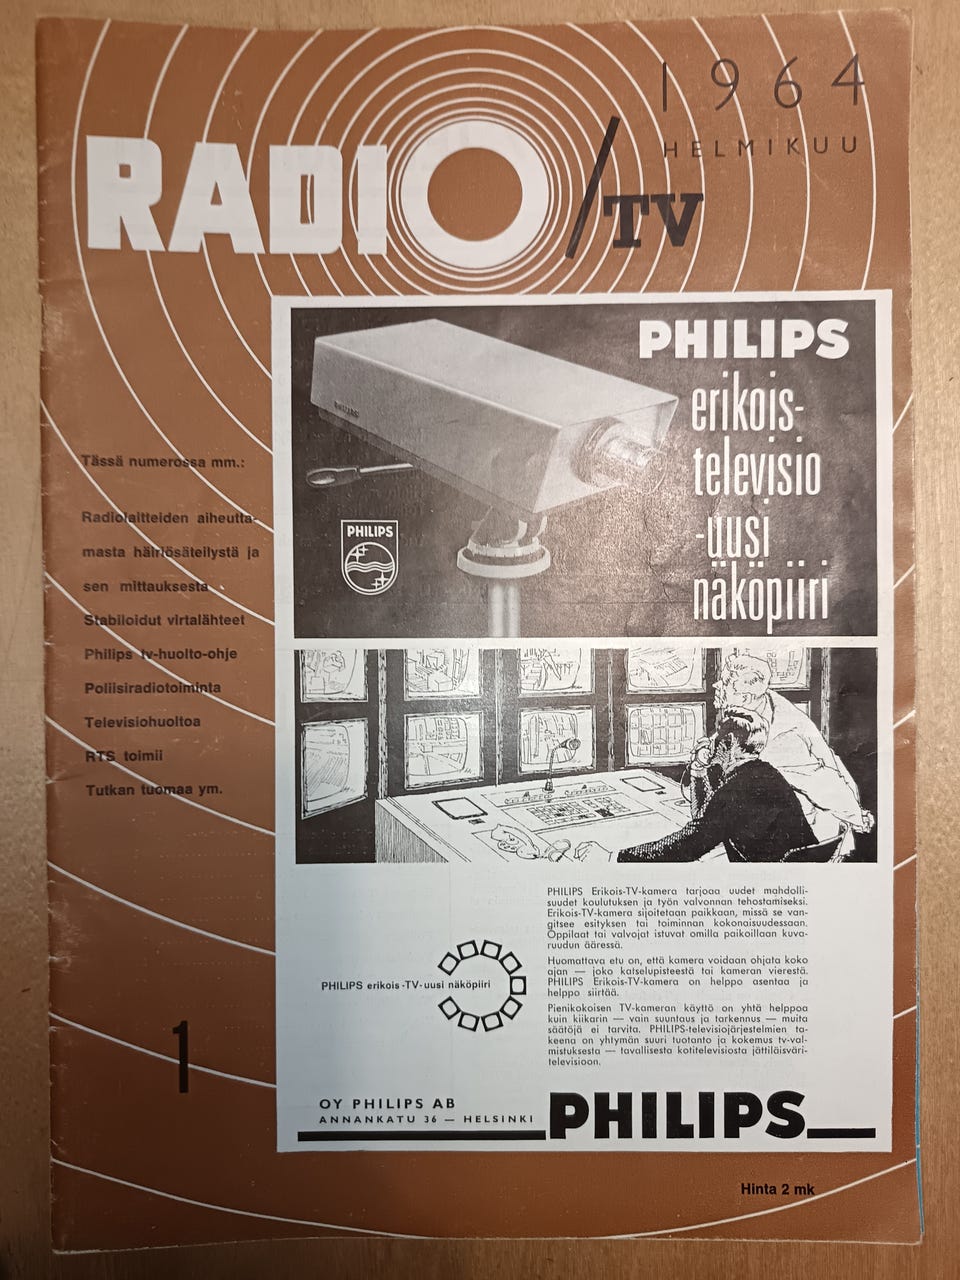 1964
HELMIKUU
RADIO/TV
PHILIPS
erikois-
televisio
-uusi
näköpiiri
PHILIPS
PHILIPS
Tässä numerossa mm.:
Radiolaitteiden aiheutta-
masta häiriösäteilystä ja
sen mittauksesta
Stabiloidut virtalähteet
Philips tv-huolto-ohje
Poliisiradiotoiminta
Televisiohuoltoa
RTS toimii
Tutkan tuomaa ym.
PHILIPS Erikois-TV-kamera tarjoaa uudet mahdolli-
suudet koulutuksen ja työn valvonnan tehostamiseksi.
Erikois-TV-kamera sijoitetaan paikkaan, missä se van-
gitsee esityksen tai toiminnan kokonaisuudessaan.
Oppilaat tai valvojat istuvat omilla paikoillaan kuva-
ruudun ääressä.
Huomattava etu on, että kamera voidaan ohjata koko
ajan — joko katselupisteestä tai kameran vierestä.
PHILIPS Erikois-TV-kamera on helppo asentaa ja
helppo siirtää.
Pienikokoisen TV-kameran käyttö on yhtä helppoa
kuin kiikarin — vain suuntaus ja tarkennus — muita
säätöjä ei tarvita. PHILIPS-televisiojärjestelmien ta-
keena on yhtymän suuri tuotanto ja kokemus tv-val-
mistuksesta — tavallisesta kotitelevisiosta jättiläisväri-
televisioon.
PHILIPS erikois-TV-uusi näköpiiri
1
OY PHILIPS AB
ANNANKATU 36 — HELSINKI
PHILIPS
Hinta 2 mk